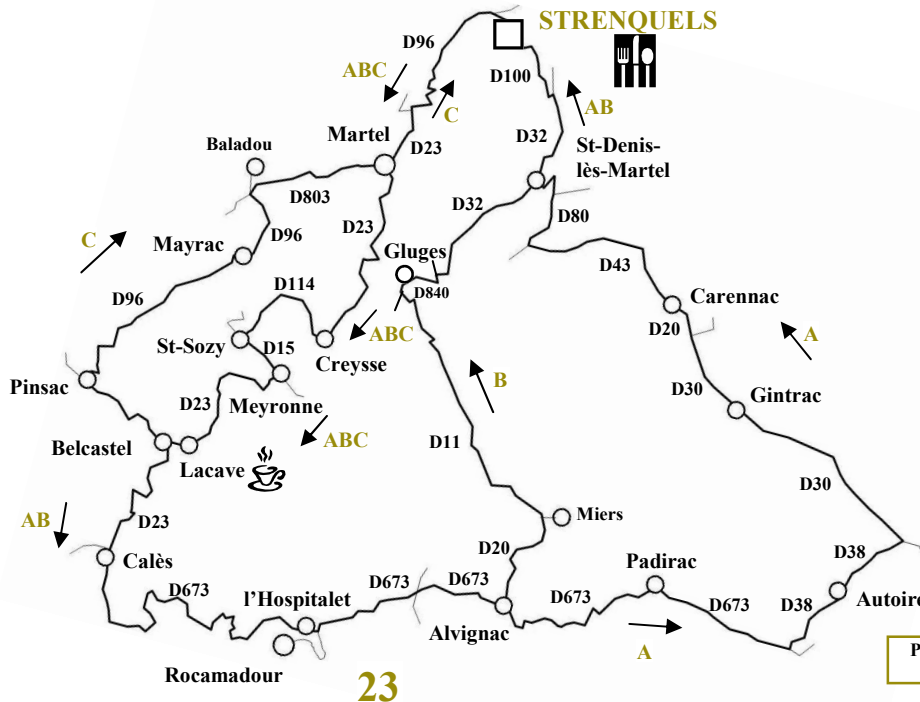 STRENQUELS
D96
ABC
D100
C
AB
Martel
D23
St-Denis-
lès-Martel
Baladou
D32
D803
D32
D80
D23
D96
C
Mayrac
Gluges
D43
D114
D840
D96
Carennac
ABC
D20
St-Sozy
D15
Creysse
A
Pinsac
Meyronne
B
D30
Gintrac
D23
ABC
D11
Belcastel
Lacave
D30
AB
D23
Miers
Calès
D20
D38
Padirac
D673
D673
D673
l'Hospitalet
D673
D673
D38
Autoire
Alvignac
A
P
Rocamadour
23